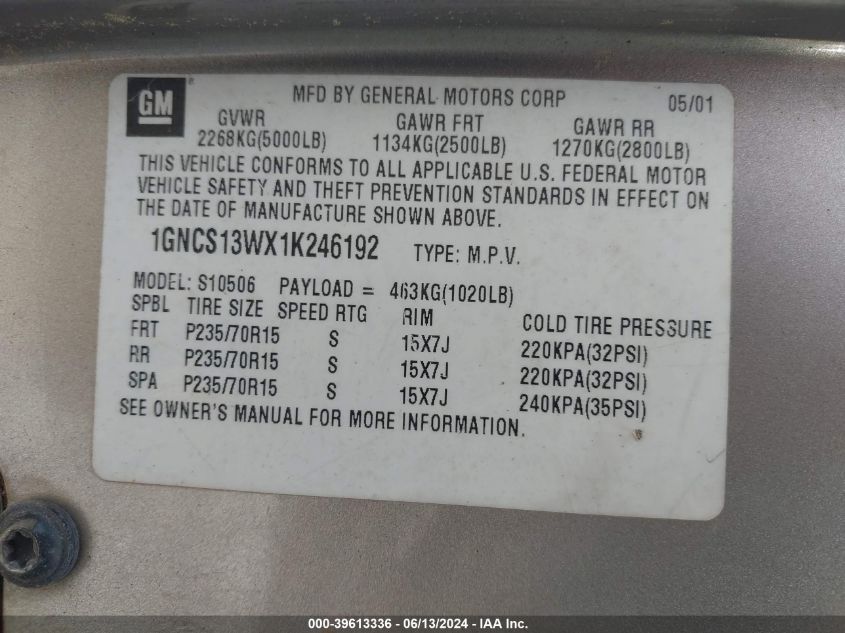 GM
MFD BY GENERAL MOTORS CORP 05/01
GVWR GAWR FRT GAWR RR
2268KG(5000LB) 1134KG(2500LB) 1270KG(2800LB)
THIS VEHICLE CONFORMS TO ALL APPLICABLE U.S. FEDERAL MOTOR
VEHICLE SAFETY AND THEFT PREVENTION STANDARDS IN EFFECT ON
THE DATE OF MANUFACTURE SHOWN ABOVE.
1GNCS13WX1K246192 TYPE: M.P.V.
MODEL: S10506 PAYLOAD = 463KG(1020LB)
SPBL TIRE SIZE SPEED RTG RIM COLD TIRE PRESSURE
FRT P235/70R15 S 15X7J 220KPA(32PSI)
RR P235/70R15 S 15X7J 220KPA(32PSI)
SPA P235/70R15 S 15X7J 240KPA(35PSI)
SEE OWNER'S MANUAL FOR MORE INFORMATION.
000-39613336 - 06/13/2024 - IAA, Inc.